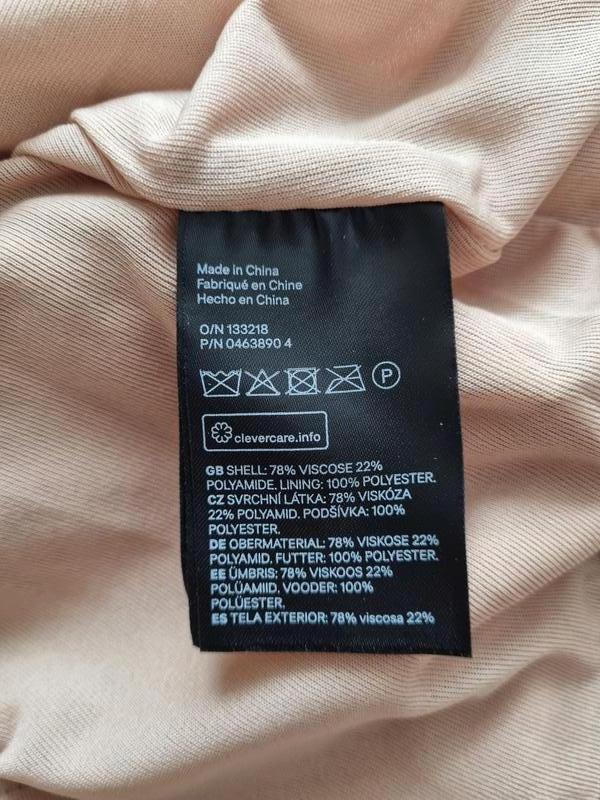 Made in China
Fabriqué en Chine
Hecho en China
O/N 133218
P/N 0463890 4
P
clevercare.info
GB SHELL: 78% VISCOSE 22%
POLYAMIDE. LINING: 100% POLYESTER.
CZ SVRCHNÍ LÁTKA: 78% VISKÓZA
22% POLYAMID. PODŠÍVKA: 100%
POLYESTER.
DE OBERMATERIAL: 78% VISKOSE 22%
POLYAMID. FUTTER: 100% POLYESTER.
EE ÜMBRIS: 78% VISKOOS 22%
POLÜAMIID. VOODER: 100%
POLÜESTER.
ES TELA EXTERIOR: 78% viscosa 22%